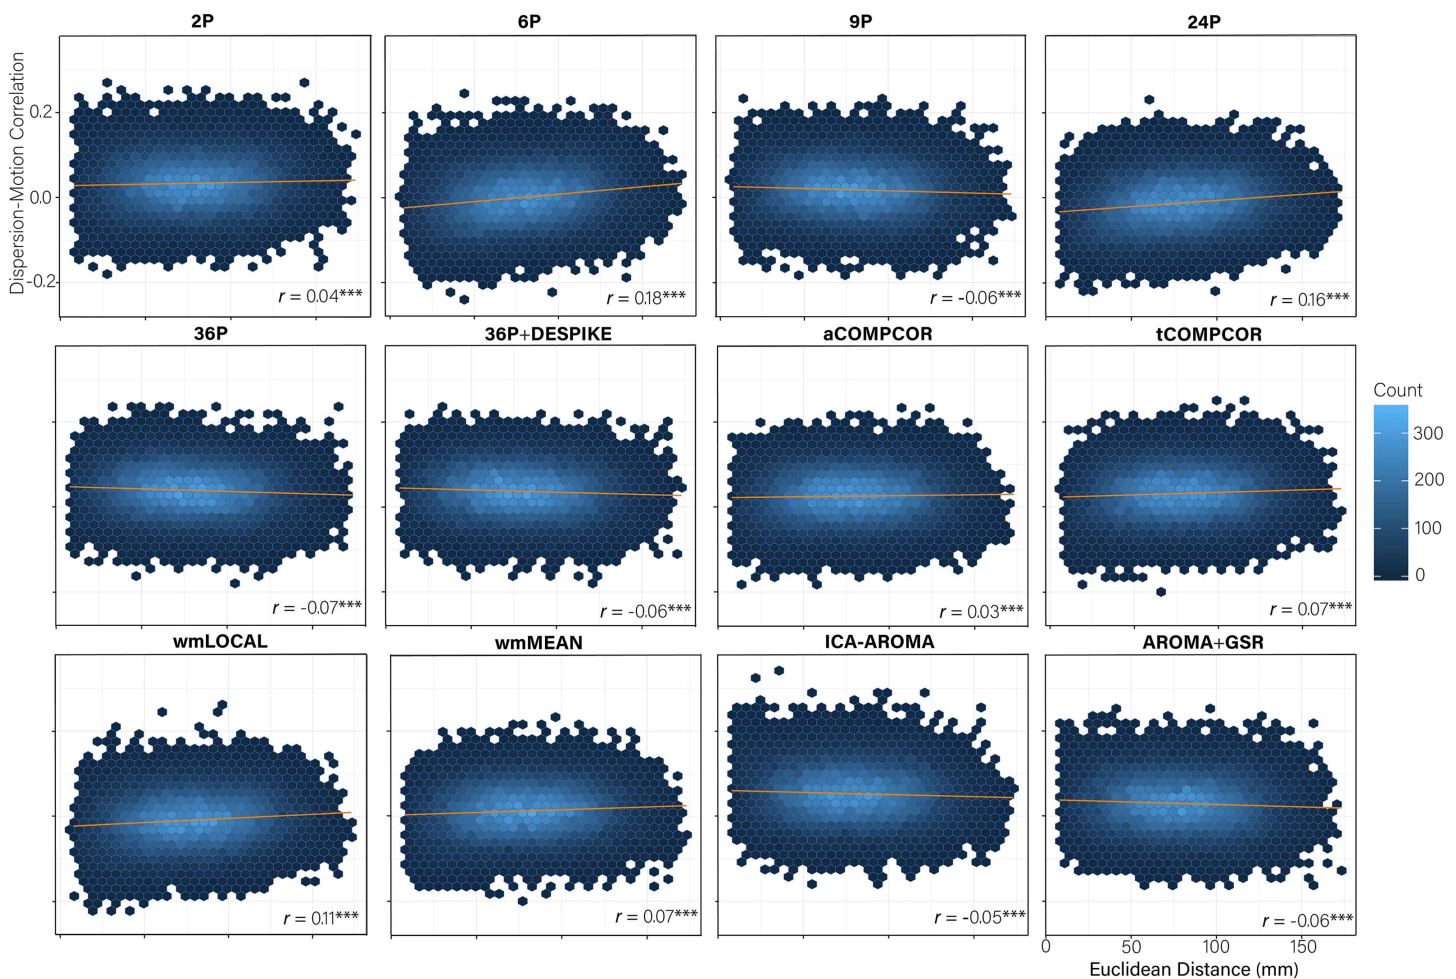 2P
6P
9P
24P
Dispersion-Motion Correlation
0.2
0.0
-0.2
r = 0.04***
r = 0.18***
r = -0.06***
r = 0.16***
36P
36P+DESPIKE
aCOMPCOR
tCOMPCOR
r = -0.07***
r = -0.06***
r = 0.03***
r = 0.07***
Count
300
200
100
0
wmLOCAL
wmMEAN
ICA-AROMA
AROMA+GSR
r = 0.11***
r = 0.07***
r = -0.05***
r = -0.06***
0 50 100 150
Euclidean Distance (mm)